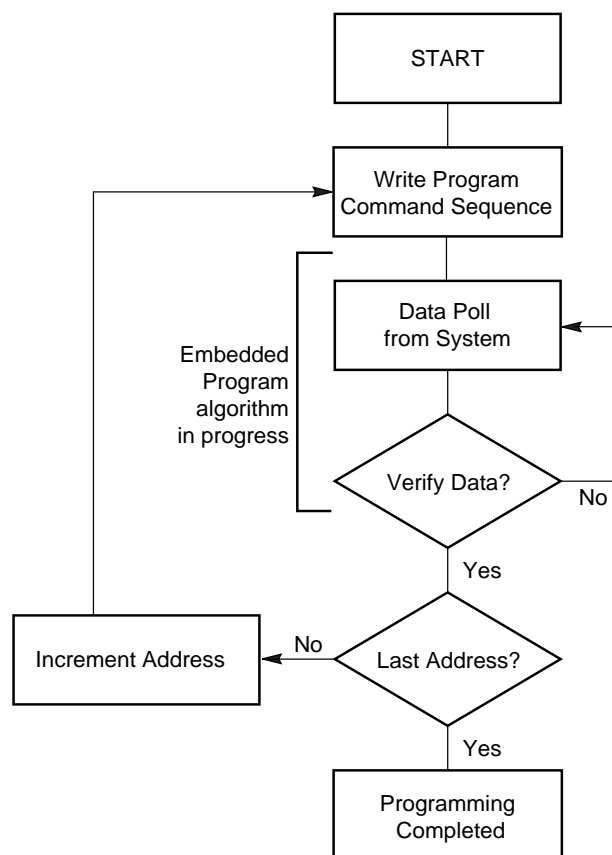 START
Write Program
Command Sequence
Data Poll
from System
Embedded
Program
algorithm
in progress
Verify Data?
No
Yes
Increment Address
No
Last Address?
Yes
Programming
Completed